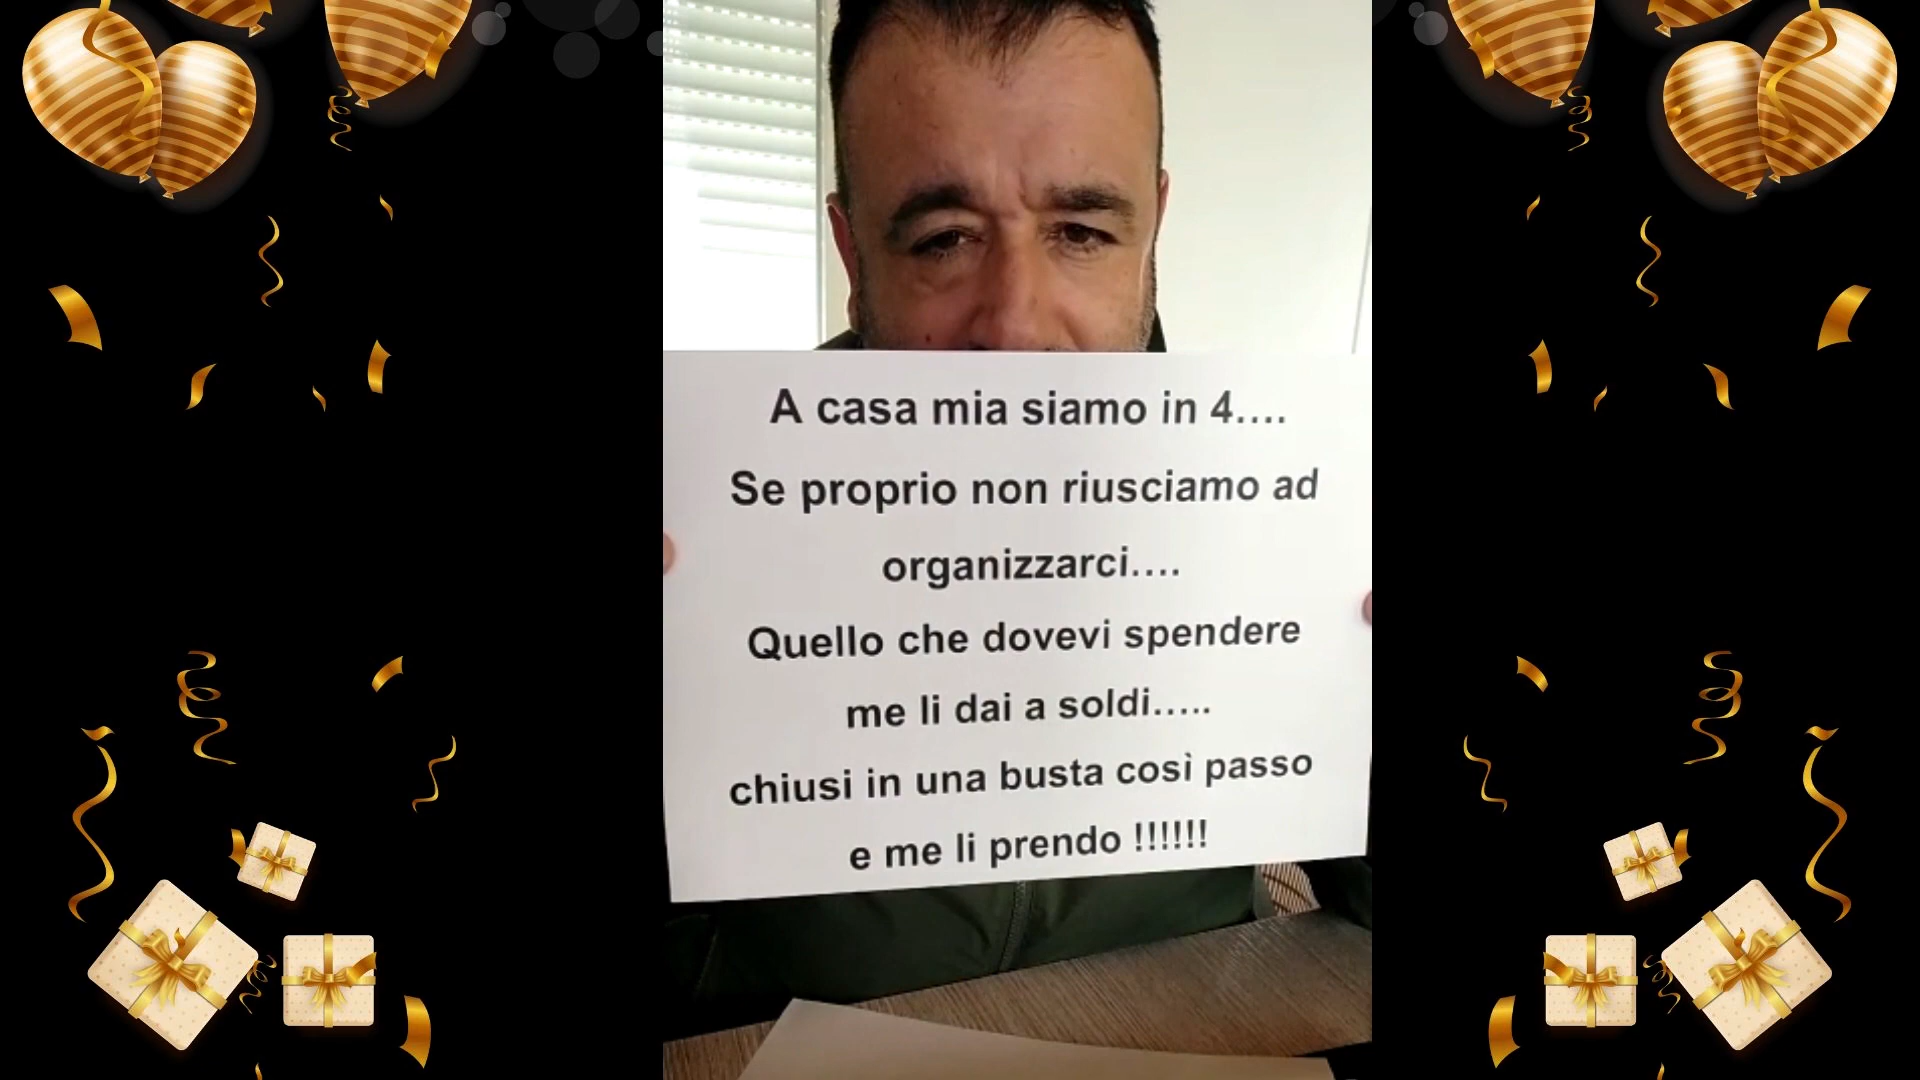 A casa mia siamo in 4....
Se proprio non riusciamo ad
organizzarci....
Quello che dovevi spendere
me li dai a soldi.....
chiusi in una busta così passo
e me li prendo !!!!!!